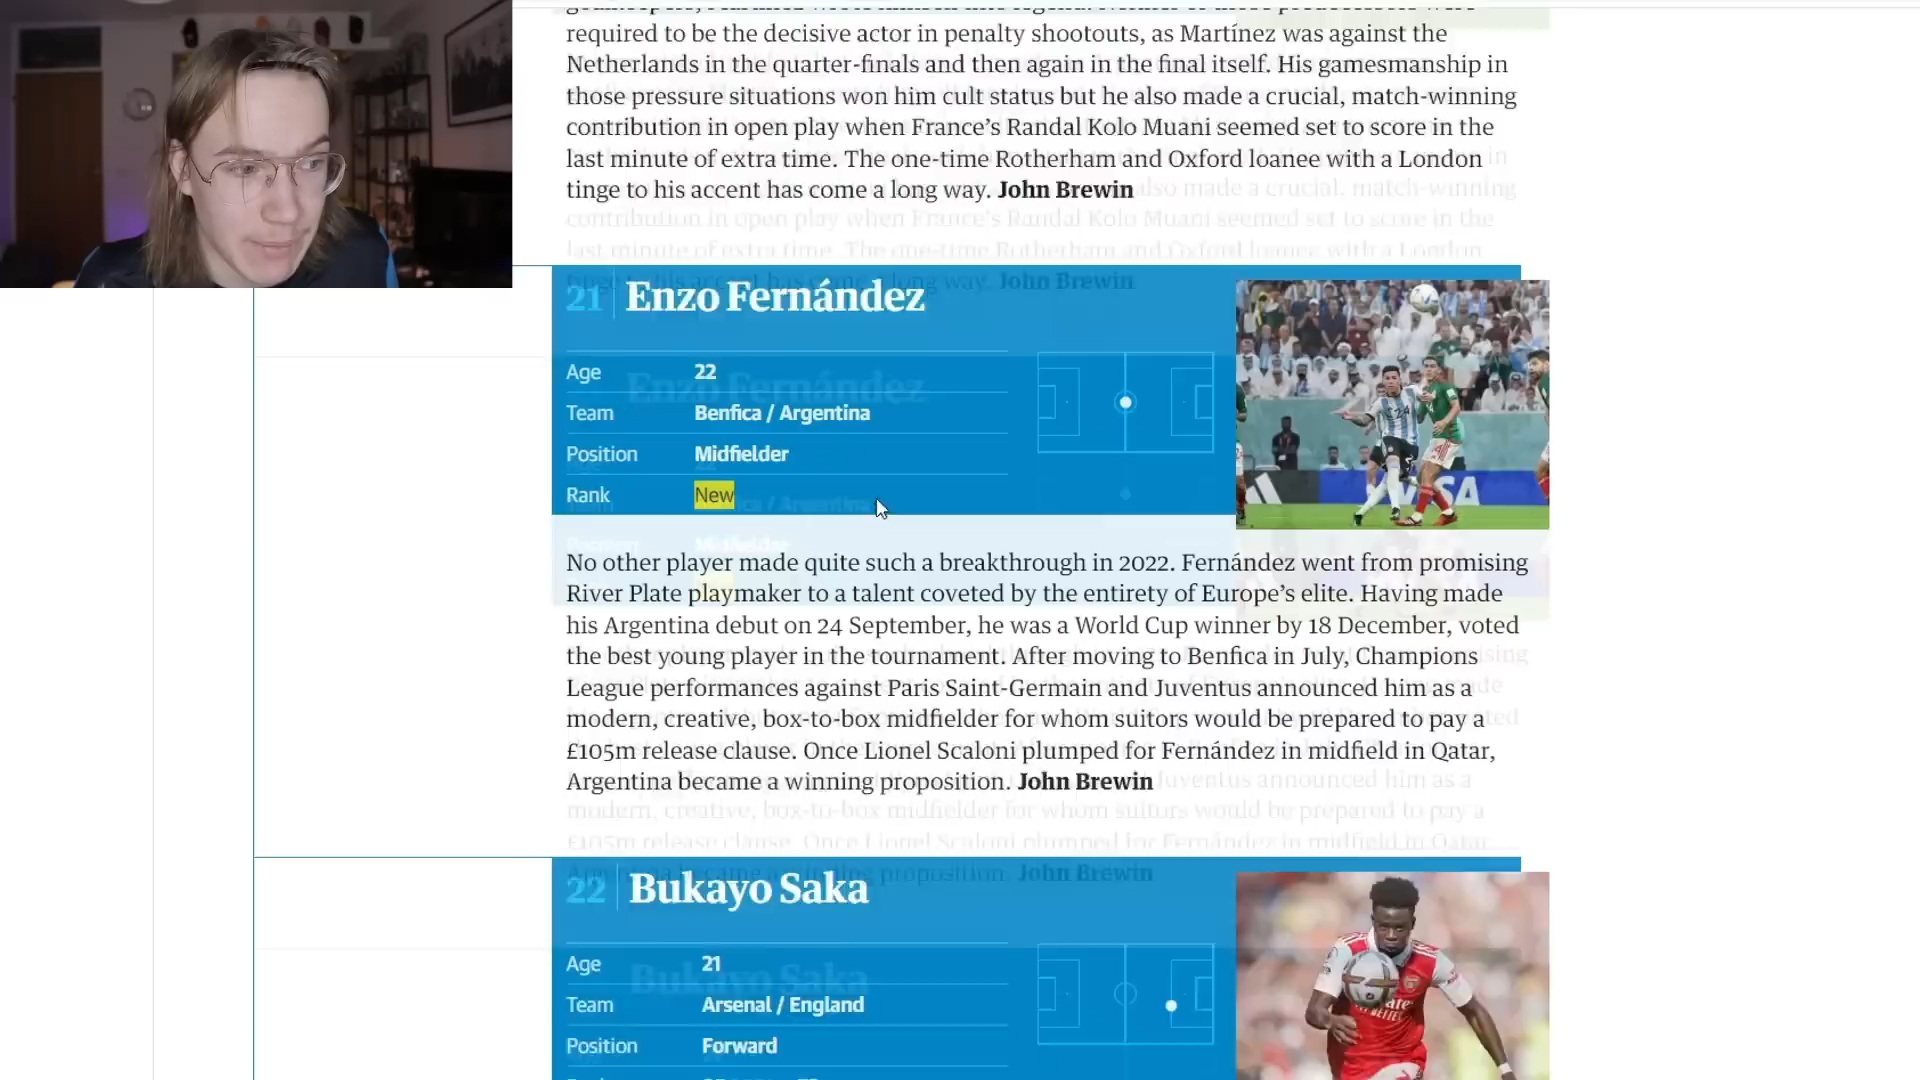 required to be the decisive actor in penalty shootouts, as Martínez was against the
Netherlands in the quarter-finals and then again in the final itself. His gamesmanship in
those pressure situations won him cult status but he also made a crucial, match-winning
contribution in open play when France’s Randal Kolo Muani seemed set to score in the
last minute of extra time. The one-time Rotherham and Oxford loanee with a London
tinge to his accent has come a long way. John Brewin
21 Enzo Fernández
Age 22
Team Benfica / Argentina
Position Midfielder
Rank New
No other player made quite such a breakthrough in 2022. Fernández went from promising
River Plate playmaker to a talent coveted by the entirety of Europe’s elite. Having made
his Argentina debut on 24 September, he was a World Cup winner by 18 December, voted
the best young player in the tournament. After moving to Benfica in July, Champions
League performances against Paris Saint-Germain and Juventus announced him as a
modern, creative, box-to-box midfielder for whom suitors would be prepared to pay a
£105m release clause. Once Lionel Scaloni plumped for Fernández in midfield in Qatar,
Argentina became a winning proposition. John Brewin
22 Bukayo Saka
Age 21
Team Arsenal / England
Position Forward